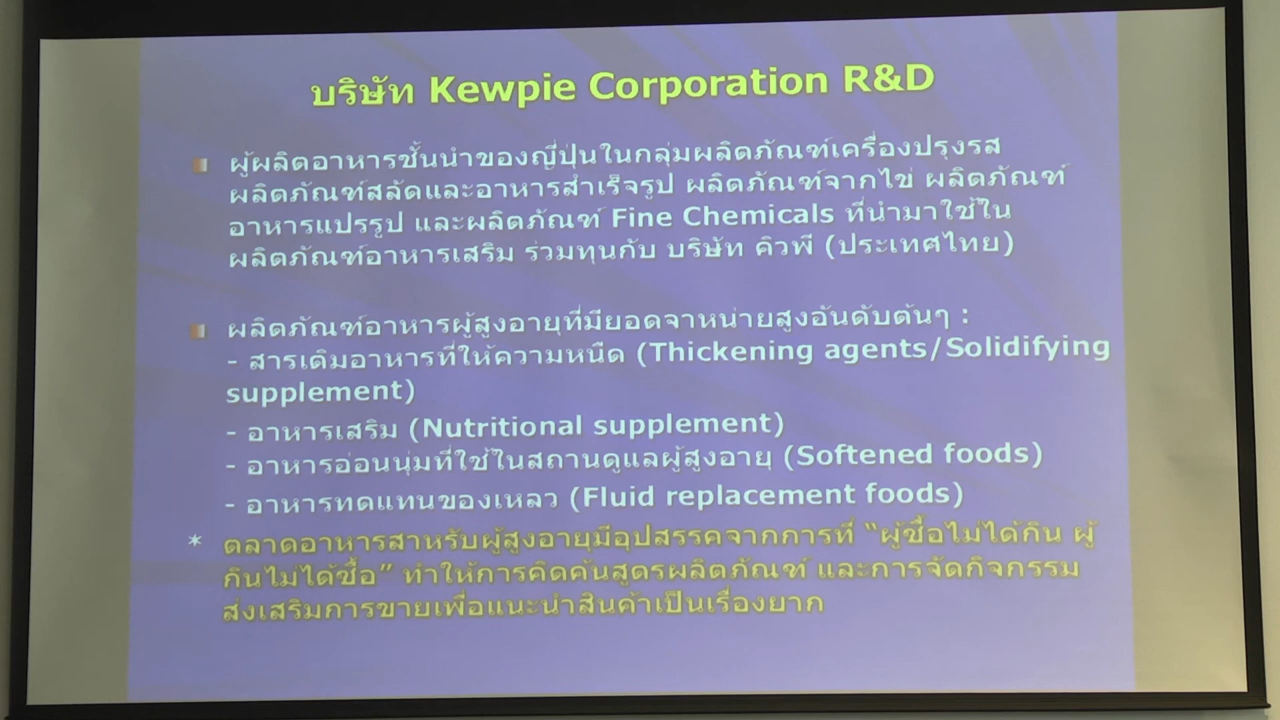 บริษัท Kewpie Corporation R&D
ผู้ผลิตอาหารชั้นนำของญี่ปุ่นในกลุ่มผลิตภัณฑ์เครื่องปรุงรส
ผลิตภัณฑ์สลัดและอาหารสำเร็จรูป ผลิตภัณฑ์จากไข่ ผลิตภัณฑ์
อาหารแปรรูป และผลิตภัณฑ์ Fine Chemicals ที่นำมาใช้ใน
ผลิตภัณฑ์อาหารเสริม ร่วมทุนกับ บริษัท คิวพี (ประเทศไทย)
ผลิตภัณฑ์อาหารผู้สูงอายุที่มียอดจำหน่ายสูงอันดับต้นๆ :
- สารเติมอาหารที่ให้ความหนืด (Thickening agents/Solidifying
supplement)
- อาหารเสริม (Nutritional supplement)
- อาหารอ่อนนุ่มที่ใช้ในสถานดูแลผู้สูงอายุ (Softened foods)
- อาหารทดแทนของเหลว (Fluid replacement foods)
* ตลาดอาหารสำหรับผู้สูงอายุมีอุปสรรคจากการที่ “ผู้ซื้อไม่ได้กิน ผู้
กินไม่ได้ซื้อ” ทำให้การคิดค้นสูตรผลิตภัณฑ์ และการจัดกิจกรรม
ส่งเสริมการขายเพื่อแนะนำสินค้าเป็นเรื่องยาก